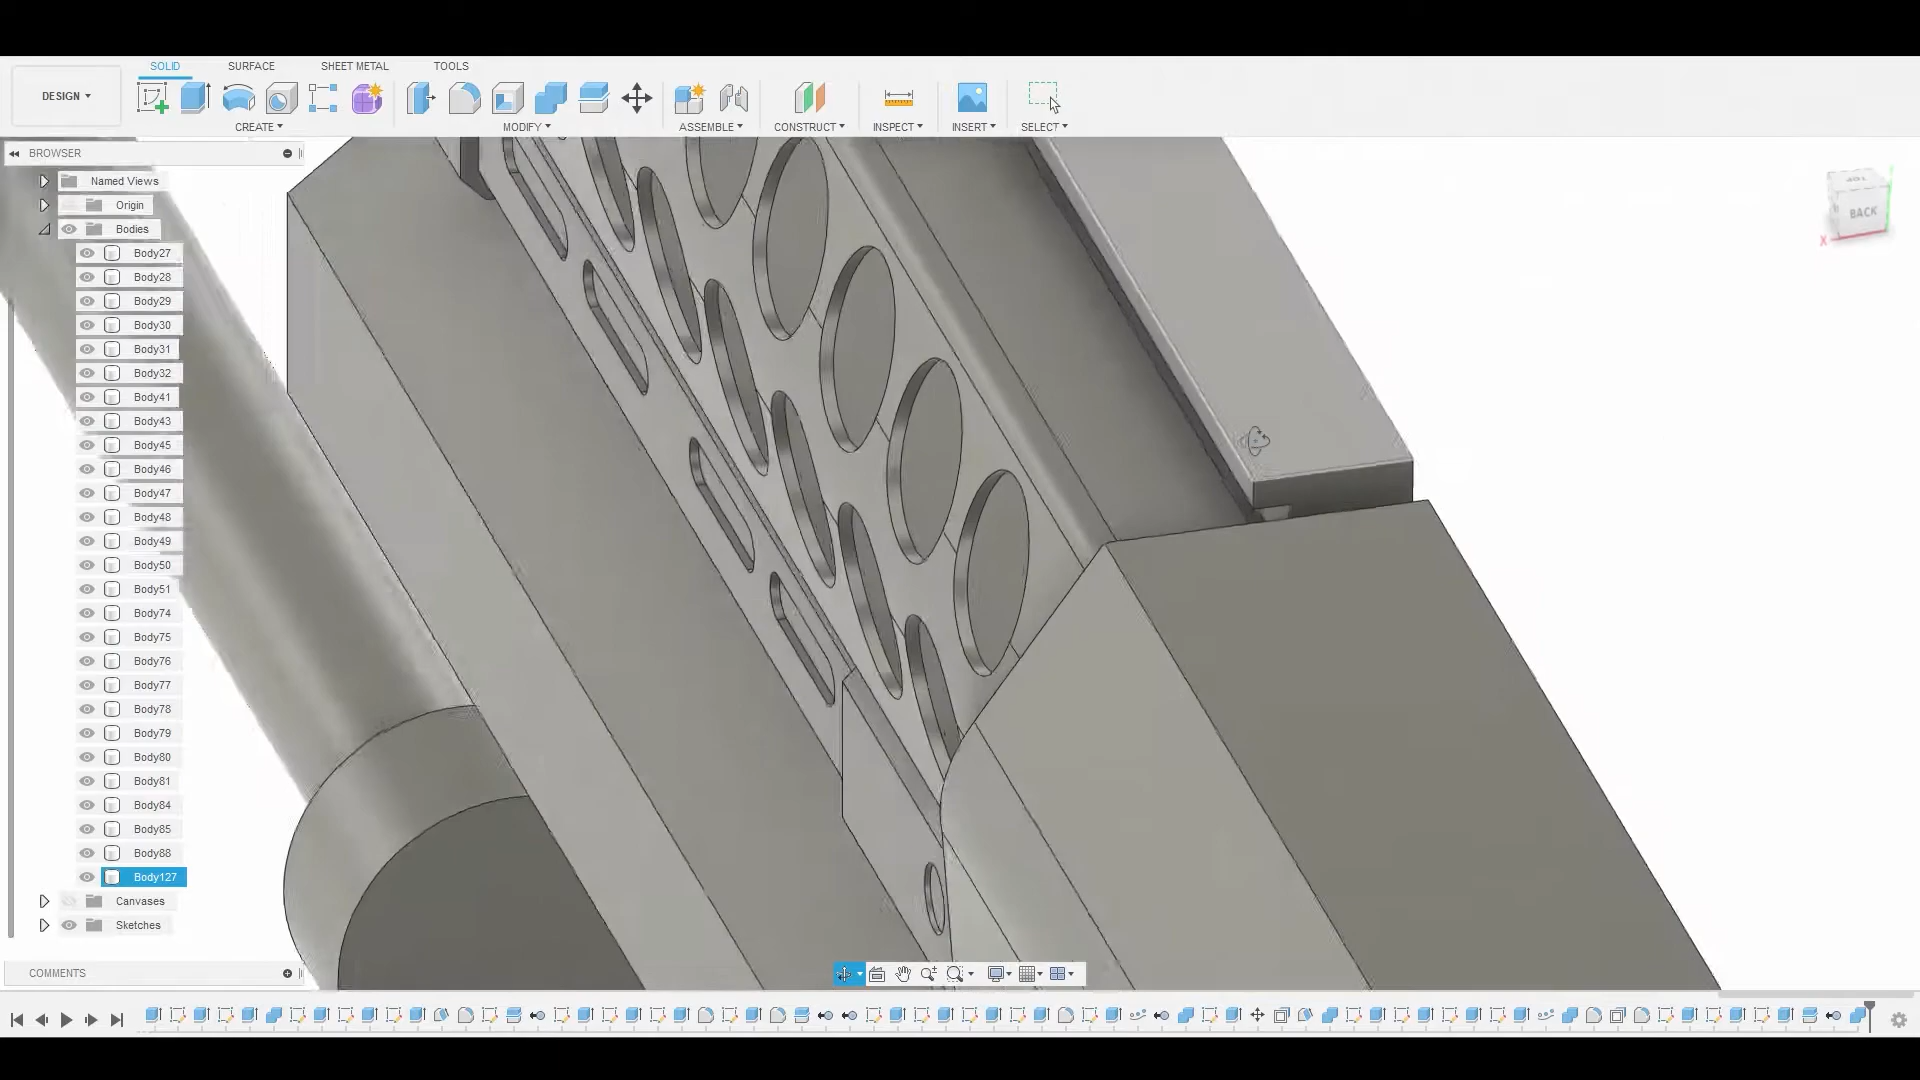 SOLID SURFACE SHEET METAL TOOLS
DESIGN
CREATE MODIFY ASSEMBLE CONSTRUCT INSPECT INSERT SELECT
BROWSER
Named Views
Origin
Bodies
Body27
Body28
Body29
Body30
Body31
Body32
Body41
Body43
Body45
Body46
Body47
Body48
Body49
Body50
Body51
Body74
Body75
Body76
Body77
Body78
Body79
Body80
Body81
Body84
Body85
Body88
Body127
Canvases
Sketches
COMMENTS
TOP
BACK
X